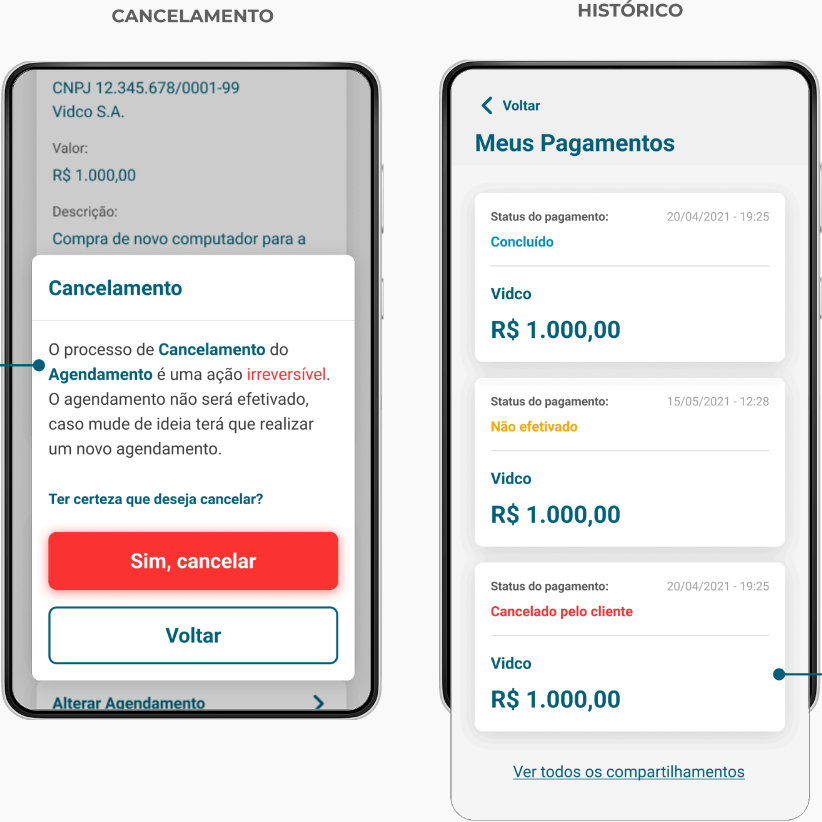 CANCELAMENTO
CNPJ 12.345.678/0001-99
Vidco S.A.
Valor:
R$ 1.000,00
Descrição:
Compra de novo computador para a
Cancelamento
O processo de Cancelamento do
Agendamento é uma ação irreversível.
O agendamento não será efetivado,
caso mude de ideia terá que realizar
um novo agendamento.
Ter certeza que deseja cancelar?
Sim, cancelar
Voltar
Alterar Agendamento
HISTÓRICO
Voltar
Meus Pagamentos
Status do pagamento: 20/04/2021 - 19:25
Concluído
Vidco
R$ 1.000,00
Status do pagamento: 15/05/2021 - 12:28
Não efetivado
Vidco
R$ 1.000,00
Status do pagamento: 20/04/2021 - 19:25
Cancelado pelo cliente
Vidco
R$ 1.000,00
Ver todos os compartilhamentos